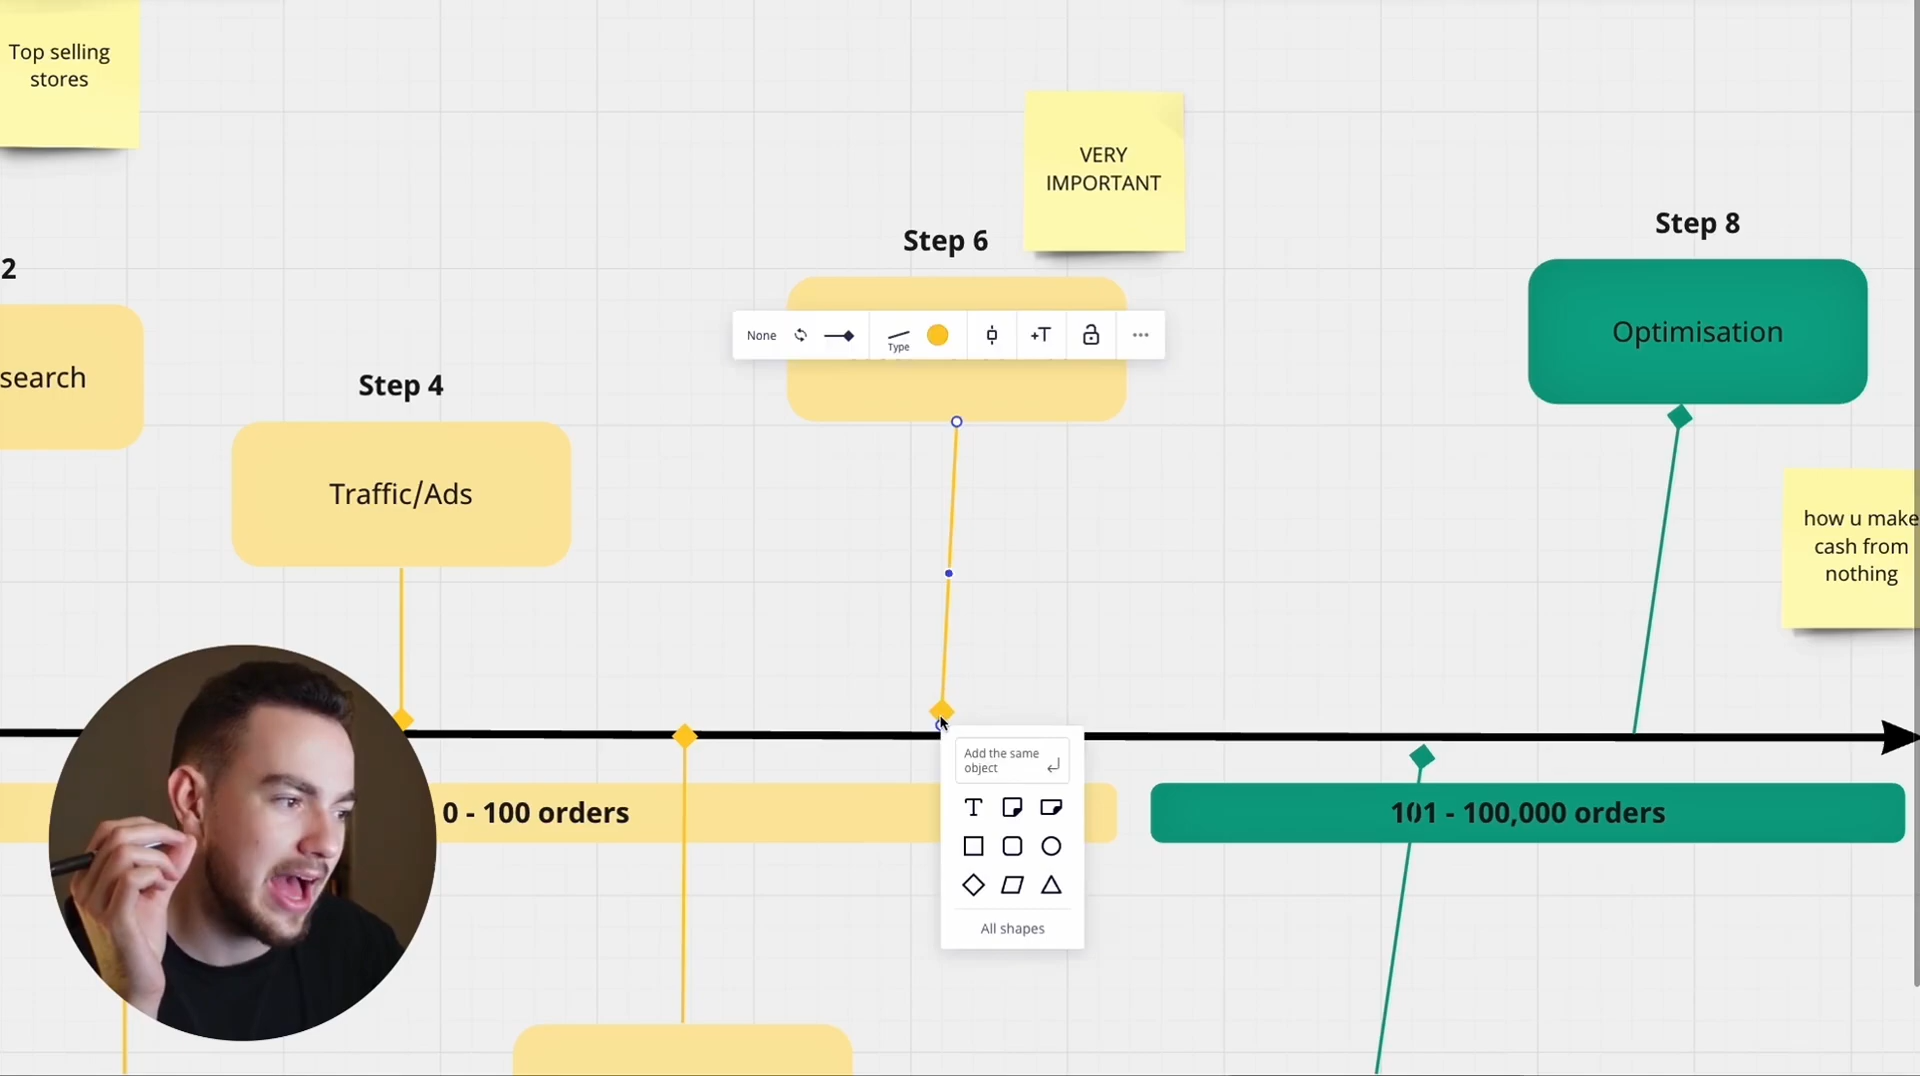 Top selling
stores
VERY
IMPORTANT
Step 6
Step 8
2
None
Type
Optimisation
search
Step 4
Traffic/Ads
how u make
cash from
nothing
Add the same
object
T
0 - 100 orders
101 - 100,000 orders
All shapes